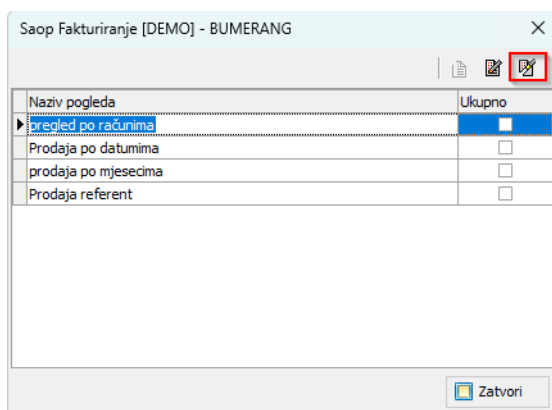 Saop Fakturiranje [DEMO] - BUMERANG
Naziv pogleda Ukupno
pregled po računima
Prodaja po datumima
prodaja po mjesecima
Prodaja referent
Zatvori